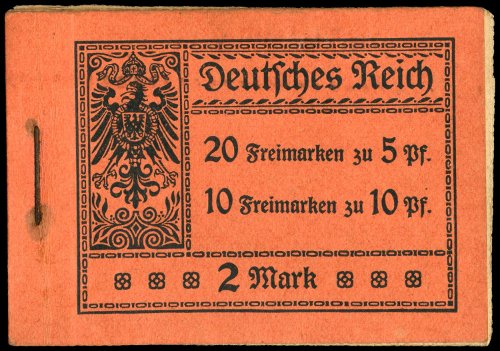 Deutsches Reich
20 Freimarken zu 5 Pf.
10 Freimarken zu 10 Pf.
2 Mark